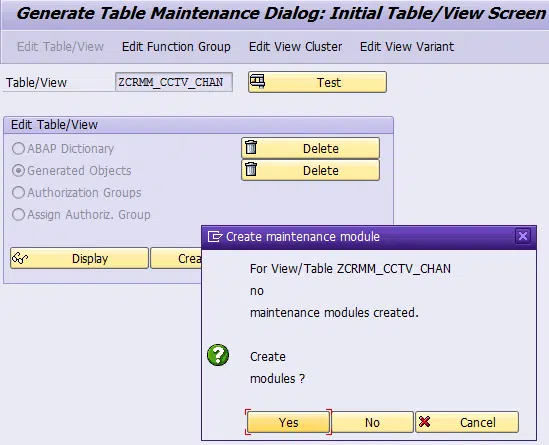 Generate Table Maintenance Dialog: Initial Table/View Screen
Edit Table/View Edit Function Group Edit View Cluster Edit View Variant
Table/View ZCRMM_CCTV_CHAN Test
Edit Table/View
ABAP Dictionary Delete
Generated Objects Delete
Authorization Groups
Assign Authoriz. Group
Display Crea
Create maintenance module
For View/Table ZCRMM_CCTV_CHAN
no
maintenance modules created.
Create
modules ?
Yes No Cancel